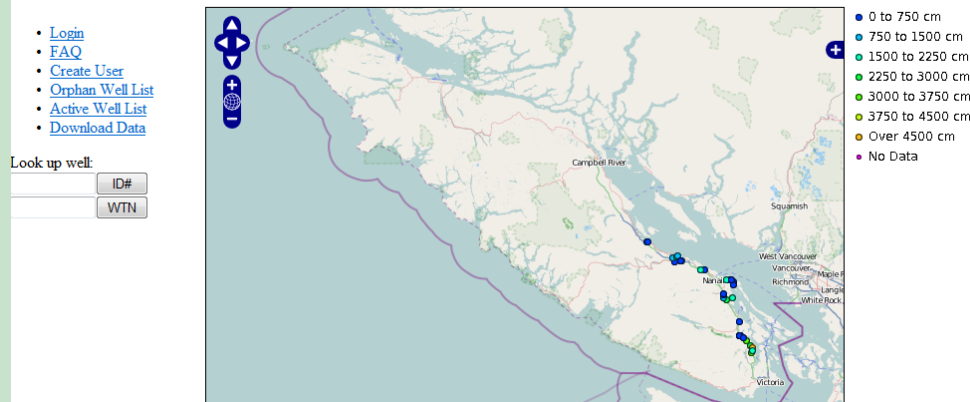 Login
FAQ
Create User
Orphan Well List
Active Well List
Download Data
Look up well:
ID#
WTN
Campbell River
Squamish
West Vancouver
Vancouver
Richmond
Maple R
Langle
White Rock
Nanai
Victoria
0 to 750 cm
750 to 1500 cm
1500 to 2250 cm
2250 to 3000 cm
3000 to 3750 cm
3750 to 4500 cm
Over 4500 cm
No Data